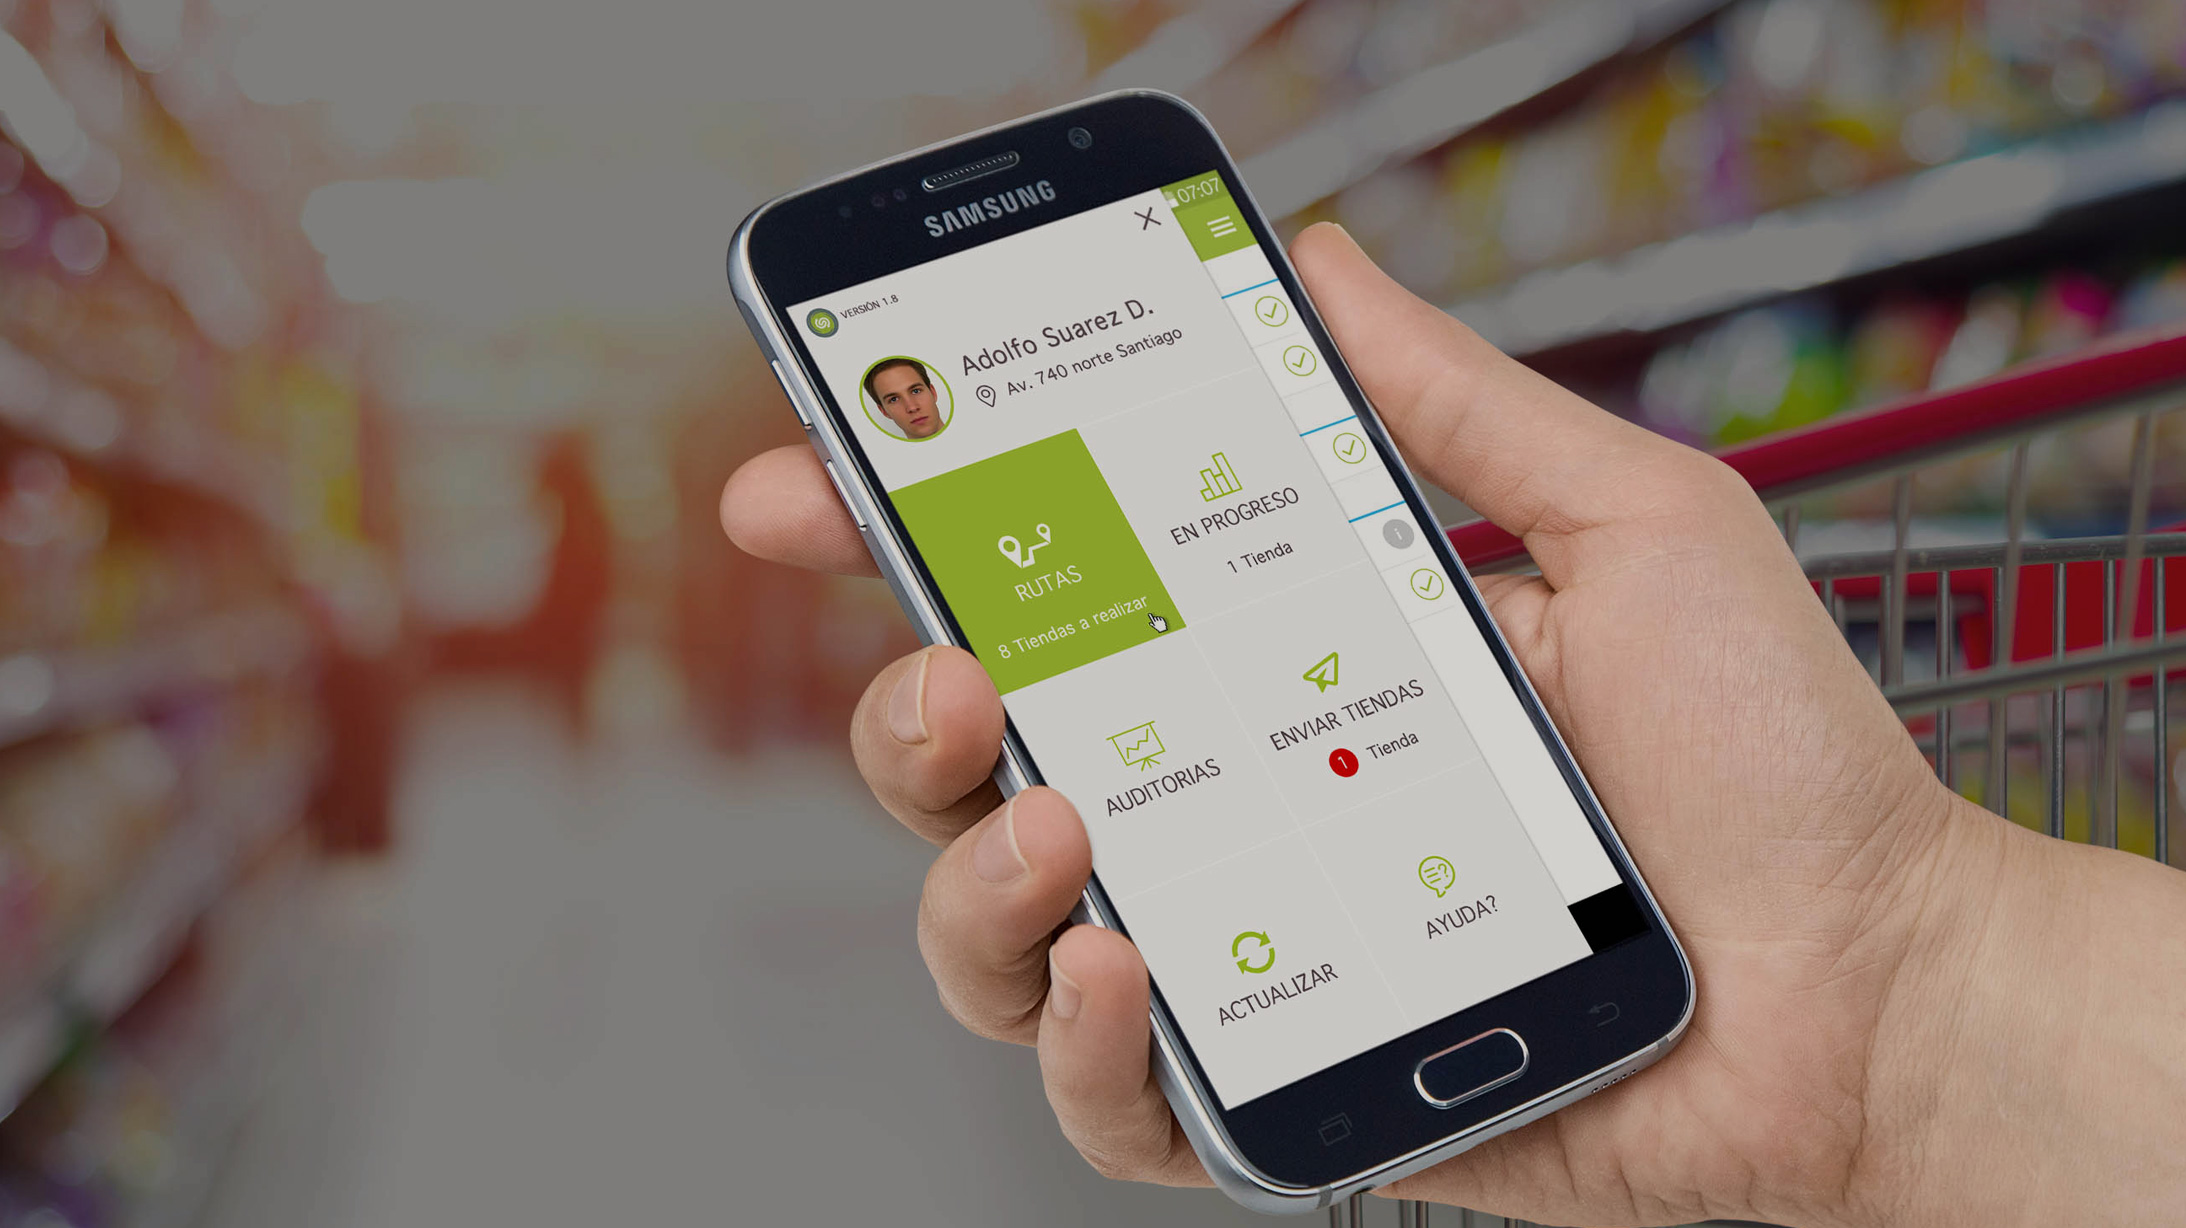 SAMSUNG
07:07
VERSIÓN 1.8
Adolfo Suarez D.
Av. 740 norte Santiago
RUTAS
8 Tiendas a realizar
EN PROGRESO
1 Tienda
AUDITORIAS
ENVIAR TIENDAS
1 Tienda
ACTUALIZAR
AYUDA?